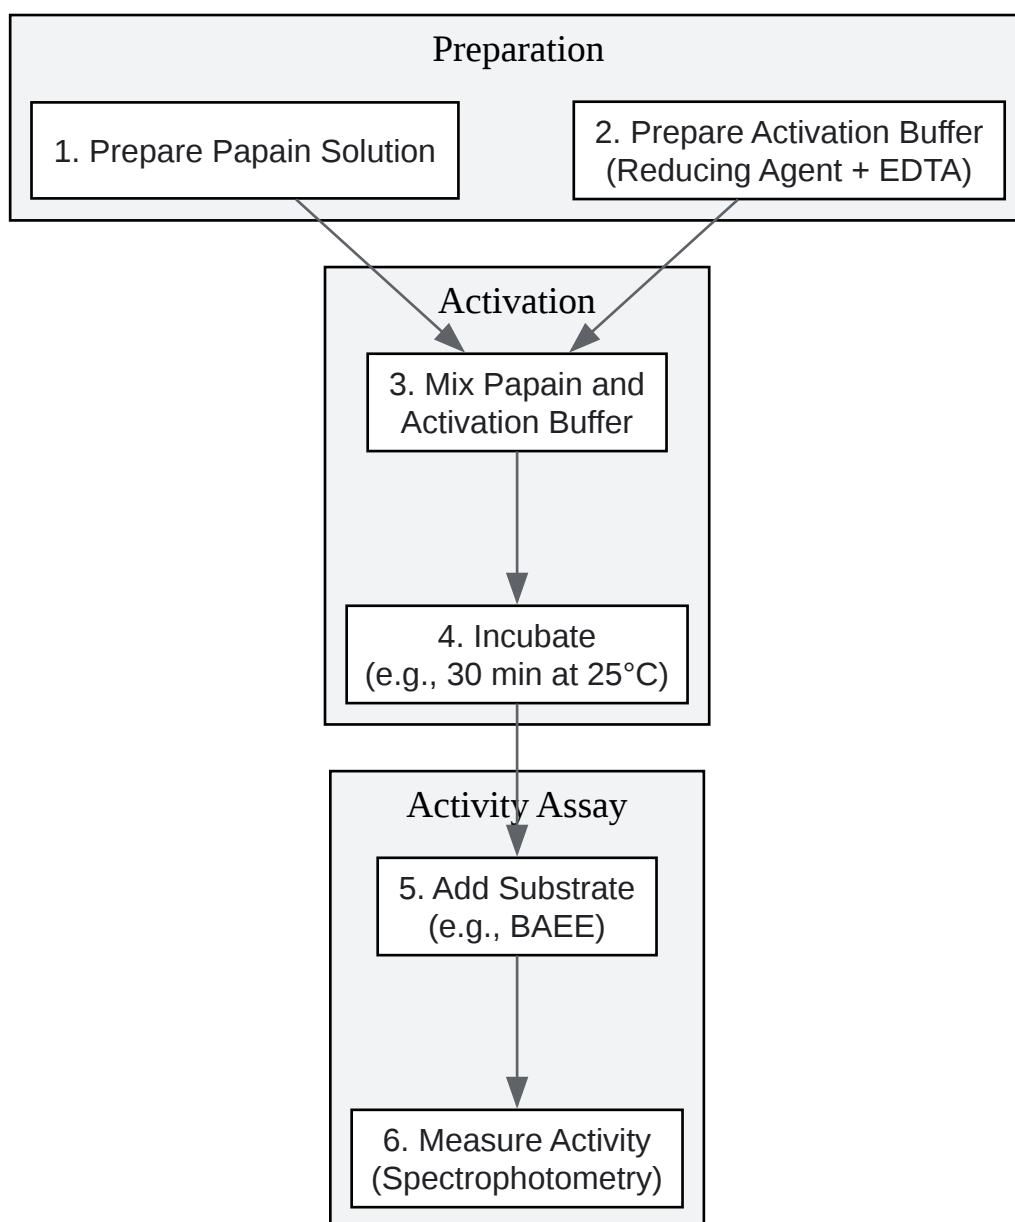 Preparation
1. Prepare Papain Solution
2. Prepare Activation Buffer
(Reducing Agent + EDTA)
Activation
3. Mix Papain and
Activation Buffer
4. Incubate
(e.g., 30 min at 25°C)
Activity Assay
5. Add Substrate
(e.g., BAEE)
6. Measure Activity
(Spectrophotometry)